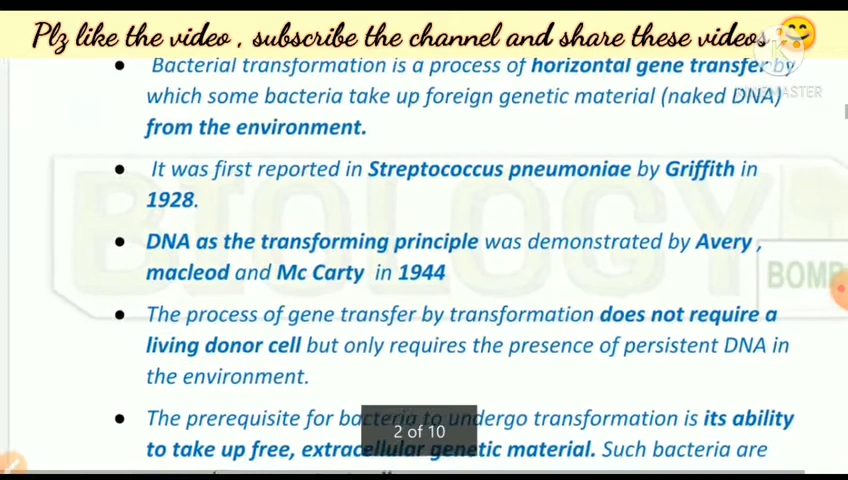 Plz like the video , subscribe the channel and share these videos
KINEMASTER
• Bacterial transformation is a process of horizontal gene transfer by
which some bacteria take up foreign genetic material (naked DNA)
from the environment.
• It was first reported in Streptococcus pneumoniae by Griffith in
1928.
• DNA as the transforming principle was demonstrated by Avery ,
macleod and Mc Carty in 1944
BIOLOGY
BOMB
• The process of gene transfer by transformation does not require a
living donor cell but only requires the presence of persistent DNA in
the environment.
• The prerequisite for bacteria to undergo transformation is its ability
2 of 10
to take up free, extracellular genetic material. Such bacteria are